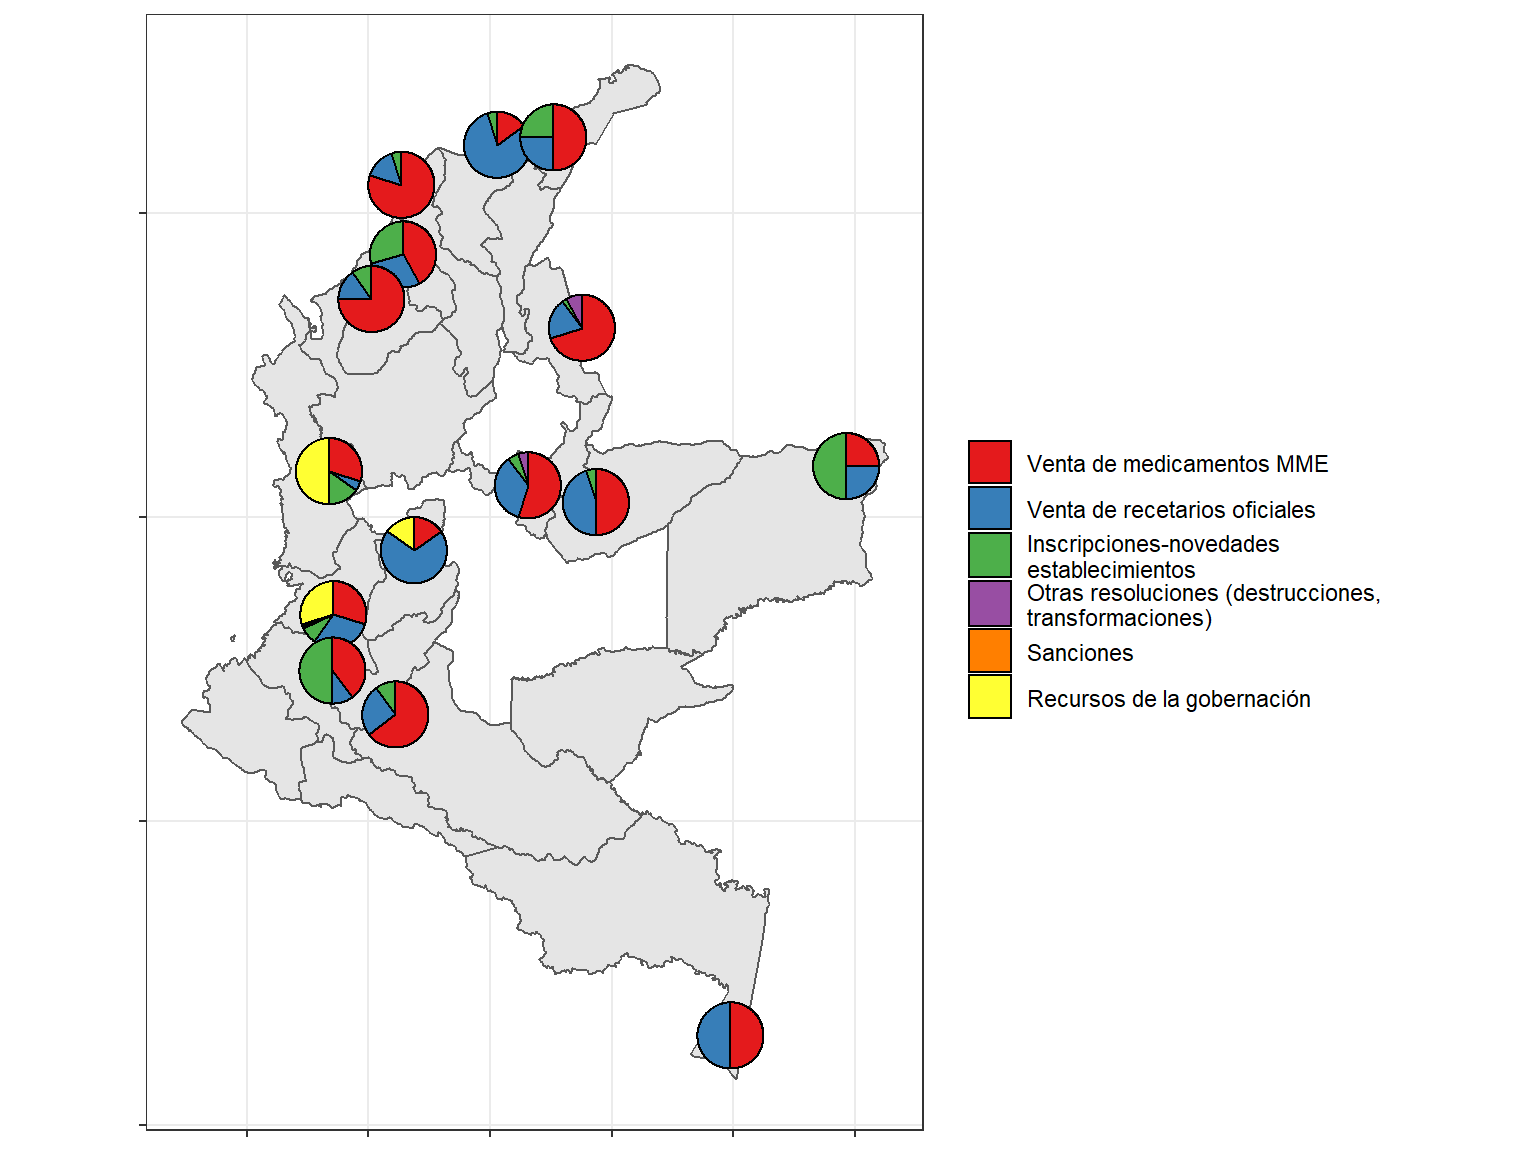 Venta de medicamentos MME
Venta de recetarios oficiales
Inscripciones-novedades
establecimientos
Otras resoluciones (destrucciones,
transformaciones)
Sanciones
Recursos de la gobernación